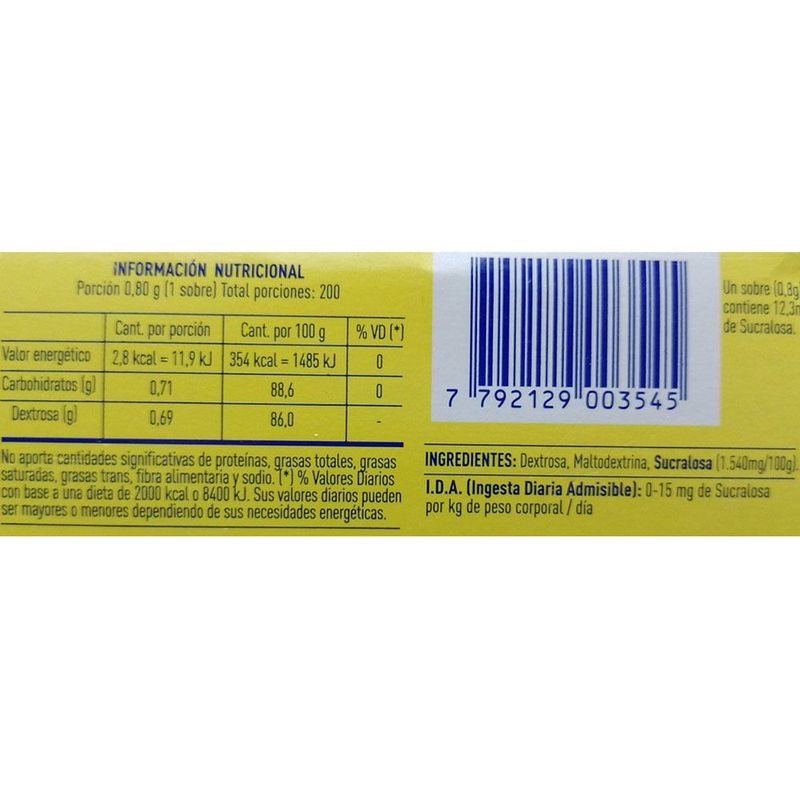 INFORMACIÓN NUTRICIONAL
Porción 0,80 g (1 sobre) Total porciones: 200
Cant. por porción Cant. por 100 g % VD (*)
Valor energético 2,8 kcal = 11,9 kJ 354 kcal = 1485 kJ 0
Carbohidratos (g) 0,71 88,6 0
Dextrosa (g) 0,69 86,0 -
No aporta cantidades significativas de proteínas, grasas totales, grasas
saturadas, grasas trans, fibra alimentaria y sodio. (*) % Valores Diarios
con base a una dieta de 2000 kcal o 8400 kJ. Sus valores diarios pueden
ser mayores o menores dependiendo de sus necesidades energéticas.
7 792129 003545
Un sobre (0,8g)
contiene 12,3m
de Sucralosa.
INGREDIENTES: Dextrosa, Maltodextrina, Sucralosa (1.540mg/100g).
I.D.A. (Ingesta Diaria Admisible): 0-15 mg de Sucralosa
por kg de peso corporal / día